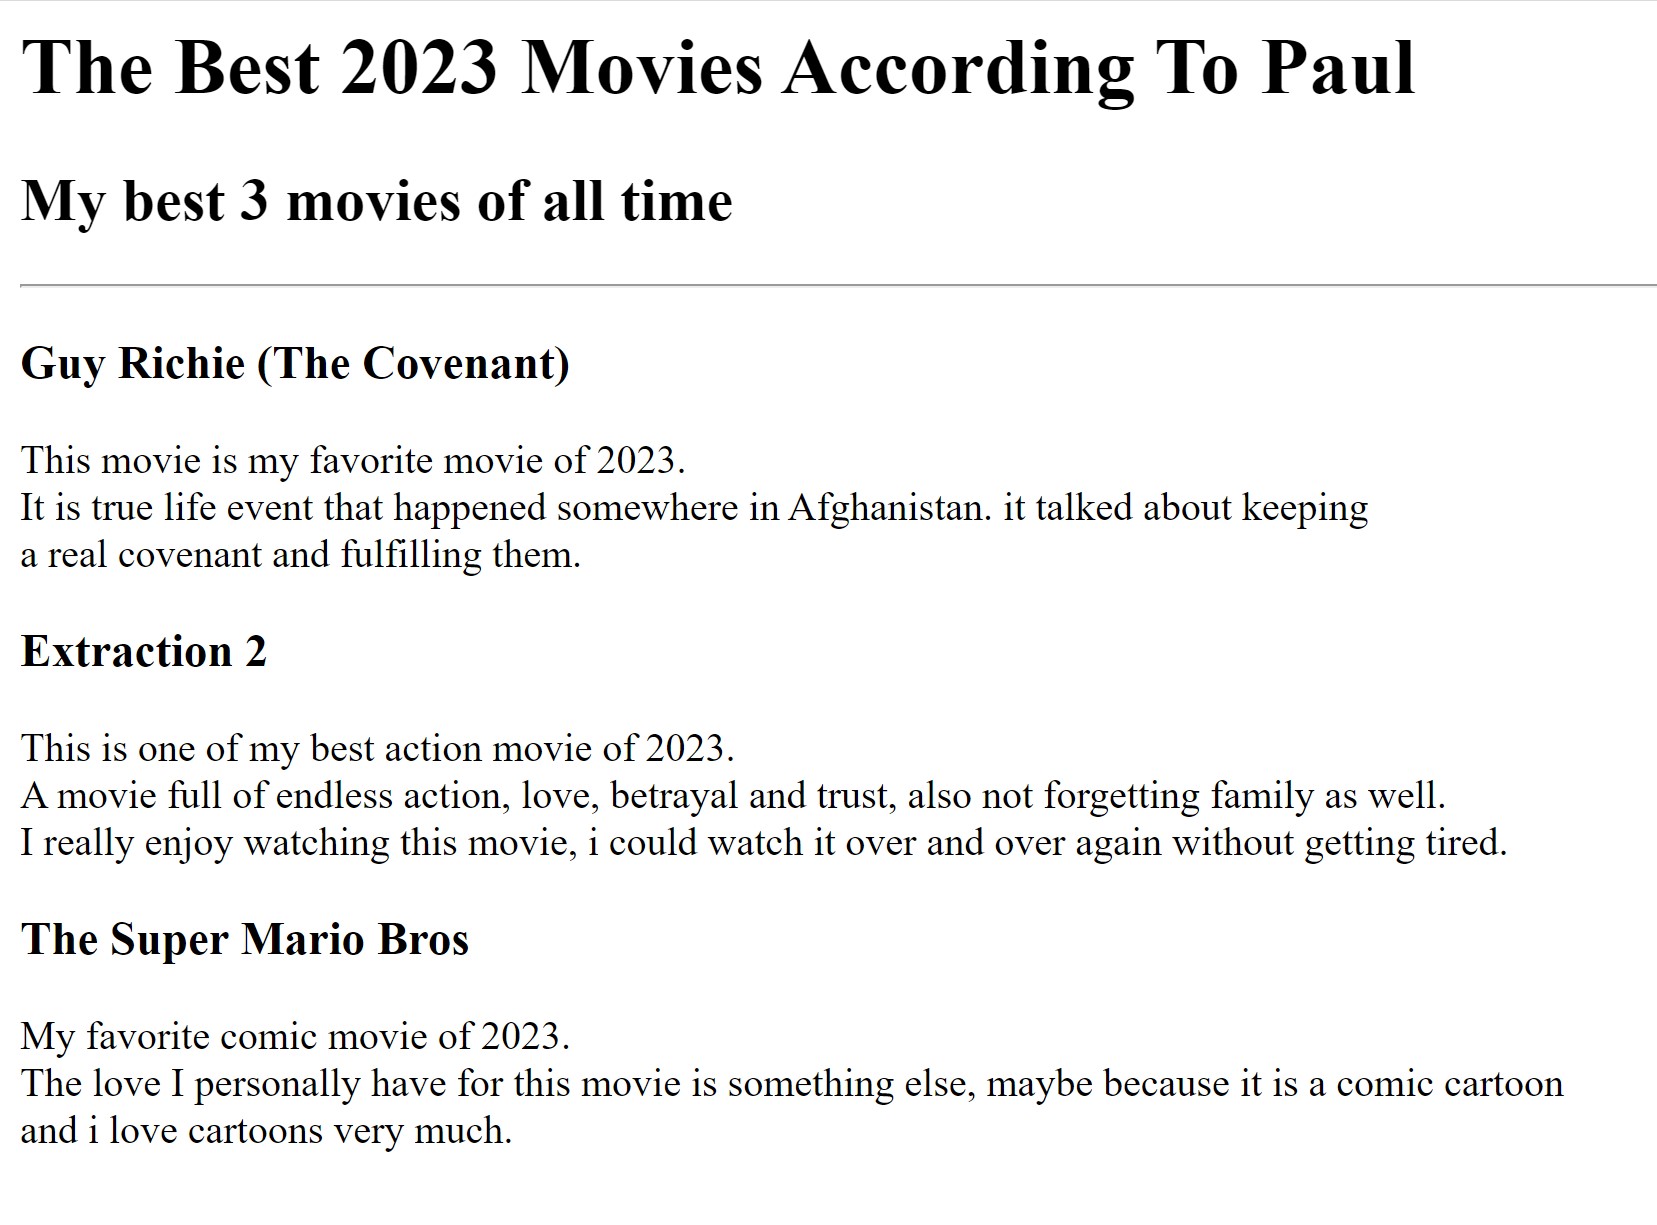 The Best 2023 Movies According To Paul
My best 3 movies of all time
Guy Richie (The Covenant)
This movie is my favorite movie of 2023.
It is true life event that happened somewhere in Afghanistan. it talked about keeping
a real covenant and fulfilling them.
Extraction 2
This is one of my best action movie of 2023.
A movie full of endless action, love, betrayal and trust, also not forgetting family as well.
I really enjoy watching this movie, i could watch it over and over again without getting tired.
The Super Mario Bros
My favorite comic movie of 2023.
The love I personally have for this movie is something else, maybe because it is a comic cartoon
and i love cartoons very much.